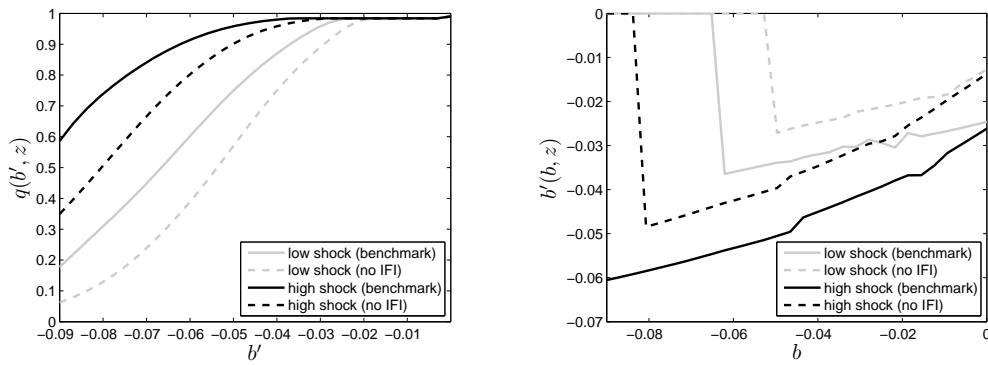 1
0.9
0.8
0.7
0.6
0.5
0.4
0.3
0.2
0.1
0
q(b′, z)
−0.09 −0.08 −0.07 −0.06 −0.05 −0.04 −0.03 −0.02 −0.01
b′
low shock (benchmark)
low shock (no IFI)
high shock (benchmark)
high shock (no IFI)
0
−0.01
−0.02
−0.03
−0.04
−0.05
−0.06
−0.07
b′(b, z)
−0.08 −0.06 −0.04 −0.02 0
b
low shock (benchmark)
low shock (no IFI)
high shock (benchmark)
high shock (no IFI)